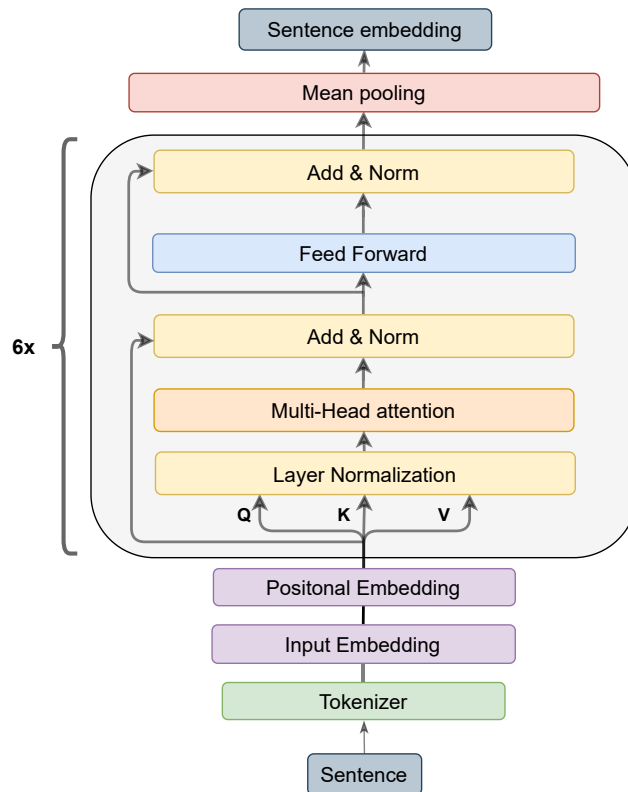 Sentence embedding
Mean pooling
Add & Norm
Feed Forward
Add & Norm
6x
Multi-Head attention
Layer Normalization
Q K V
Positonal Embedding
Input Embedding
Tokenizer
Sentence